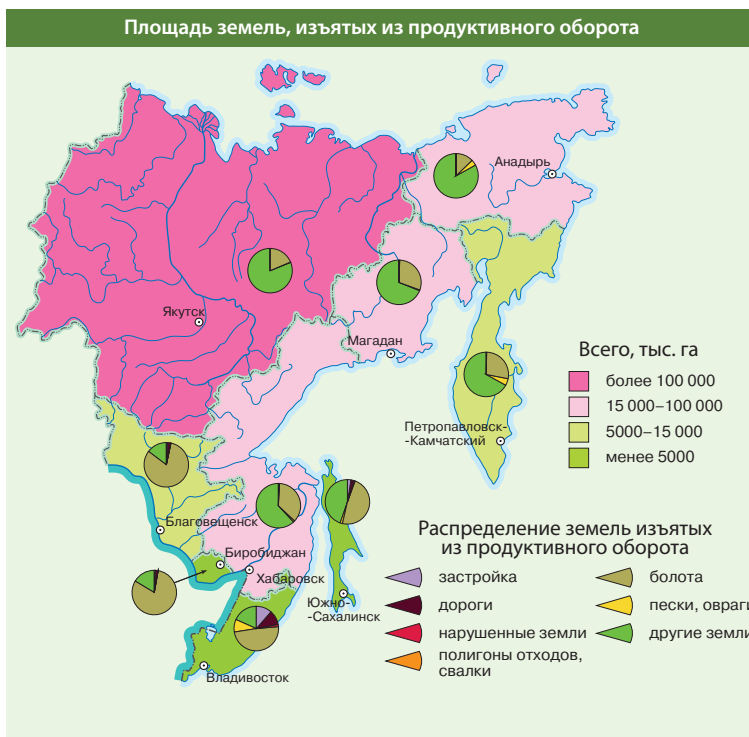 Площадь земель, изъятых из продуктивного оборота
Анадырь
Якутск
Магадан
Всего, тыс. га
более 100 000
15 000–100 000
5000–15 000
менее 5000
Петропавловск-
-Камчатский
Благовещенск
Биробиджан
Хабаровск
Южно-
-Сахалинск
Владивосток
Распределение земель изъятых
из продуктивного оборота
застройка
дороги
нарушенные земли
полигоны отходов,
свалки
болота
пески, овраги
другие земли